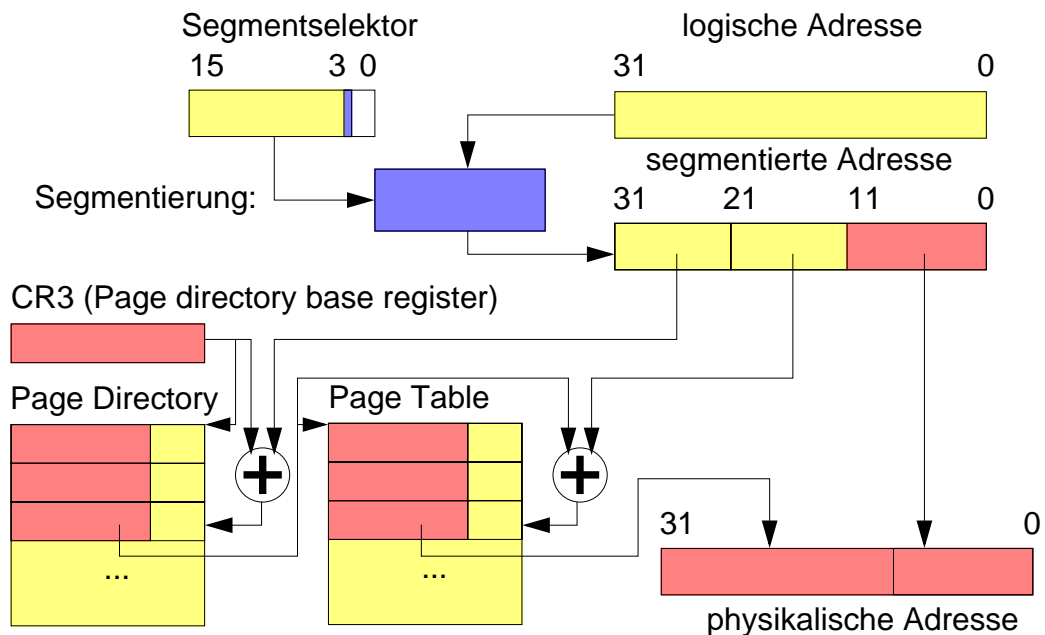 Segmentselektor
15 3 0
logische Adresse
31 0
Segmentierung:
segmentierte Adresse
31 21 11 0
CR3 (Page directory base register)
Page Directory
...
Page Table
...
31 0
physikalische Adresse